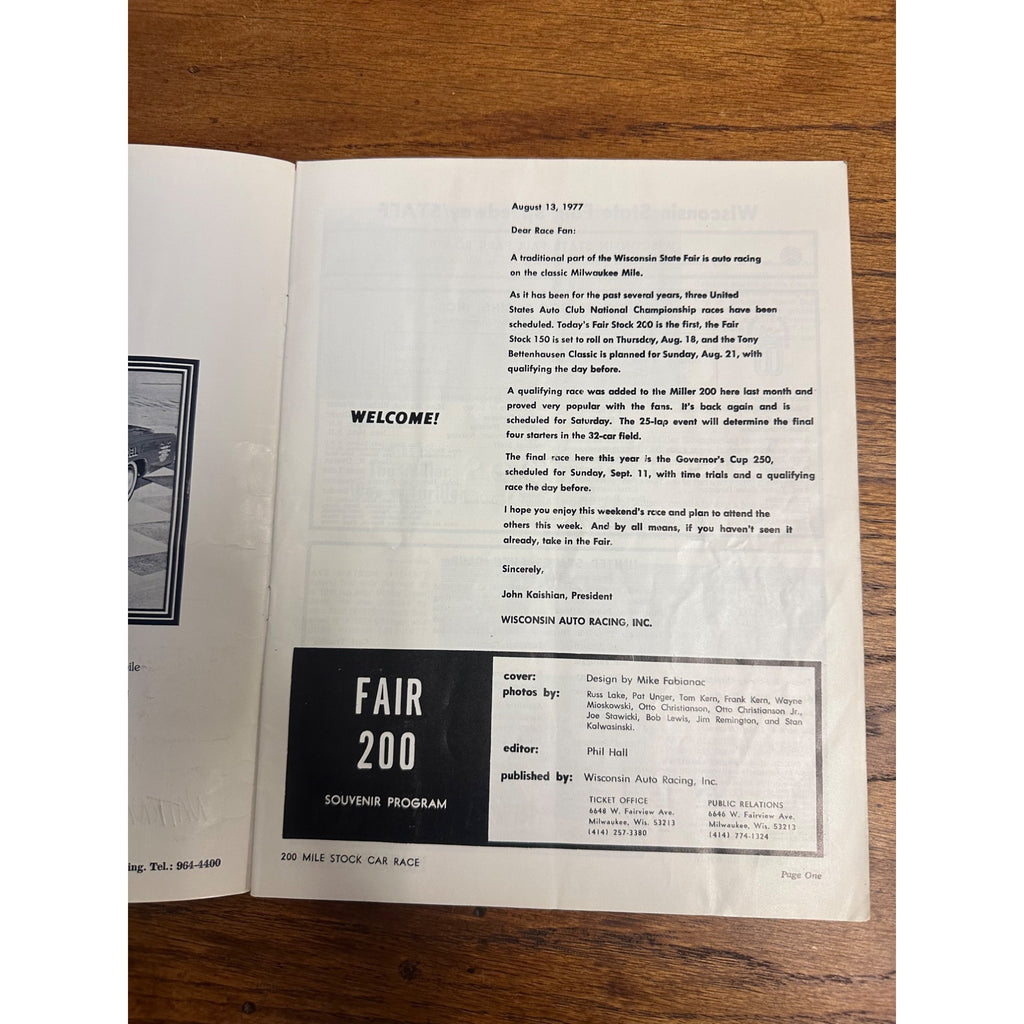 August 13, 1977
Dear Race Fan:
A traditional part of the Wisconsin State Fair is auto racing
on the classic Milwaukee Mile.
As it has been for the past several years, three United
States Auto Club National Championship races have been
scheduled. Today's Fair Stock 200 is the first, the Fair
Stock 150 is set to roll on Thursday, Aug. 18, and the Tony
Bettenhausen Classic is planned for Sunday, Aug. 21, with
qualifying the day before.
WELCOME!
A qualifying race was added to the Miller 200 here last month and
proved very popular with the fans. It's back again and is
scheduled for Saturday. The 25-lap event will determine the final
four starters in the 32-car field.
The final race here this year is the Governor's Cup 250,
scheduled for Sunday, Sept. 11, with time trials and a qualifying
race the day before.
I hope you enjoy this weekend's race and plan to attend the
others this week. And by all means, if you haven't seen it
already, take in the Fair.
Sincerely,
John Kaishian, President
WISCONSIN AUTO RACING, INC.
FAIR
200
SOUVENIR PROGRAM
cover: Design by Mike Fabianac
photos by: Russ Lake, Pat Unger, Tom Kern, Frank Kern, Wayne
Mioskowski, Otto Christianson, Otto Christianson Jr.,
Joe Stawicki, Bob Lewis, Jim Remington, and Stan
Kalwasinski.
editor: Phil Hall
published by: Wisconsin Auto Racing, Inc.
TICKET OFFICE
6648 W. Fairview Ave.
Milwaukee, Wis. 53213
(414) 257-3380
PUBLIC RELATIONS
6646 W. Fairview Ave.
Milwaukee, Wis. 53213
(414) 774-1324
200 MILE STOCK CAR RACE
Page One
ile
ing. Tel.: 964-4400